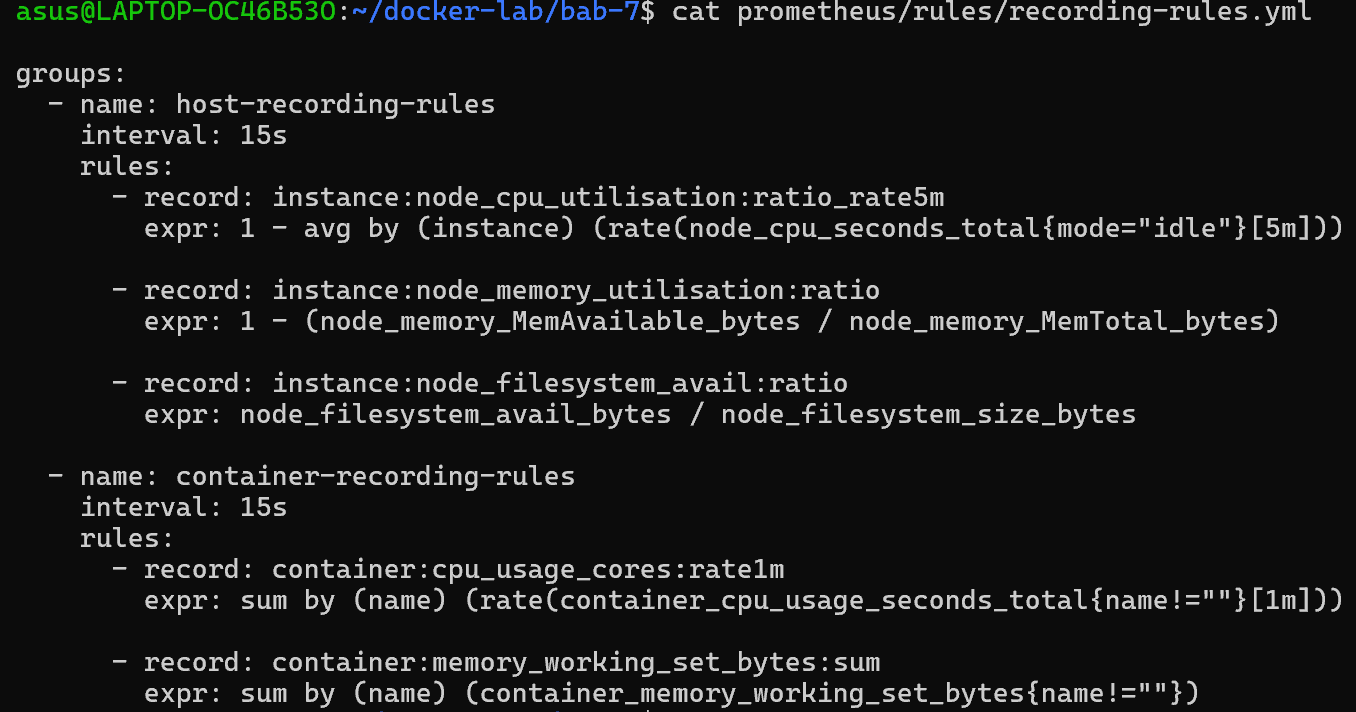 asus@LAPTOP-OC46B53O:~/docker-lab/bab-7$ cat prometheus/rules/recording-rules.yml
groups:
  - name: host-recording-rules
    interval: 15s
    rules:
      - record: instance:node_cpu_utilisation:ratio_rate5m
        expr: 1 - avg by (instance) (rate(node_cpu_seconds_total{mode="idle"}[5m]))
      - record: instance:node_memory_utilisation:ratio
        expr: 1 - (node_memory_MemAvailable_bytes / node_memory_MemTotal_bytes)
      - record: instance:node_filesystem_avail:ratio
        expr: node_filesystem_avail_bytes / node_filesystem_size_bytes
  - name: container-recording-rules
    interval: 15s
    rules:
      - record: container:cpu_usage_cores:rate1m
        expr: sum by (name) (rate(container_cpu_usage_seconds_total{name!=""}[1m]))
      - record: container:memory_working_set_bytes:sum
        expr: sum by (name) (container_memory_working_set_bytes{name!=""})